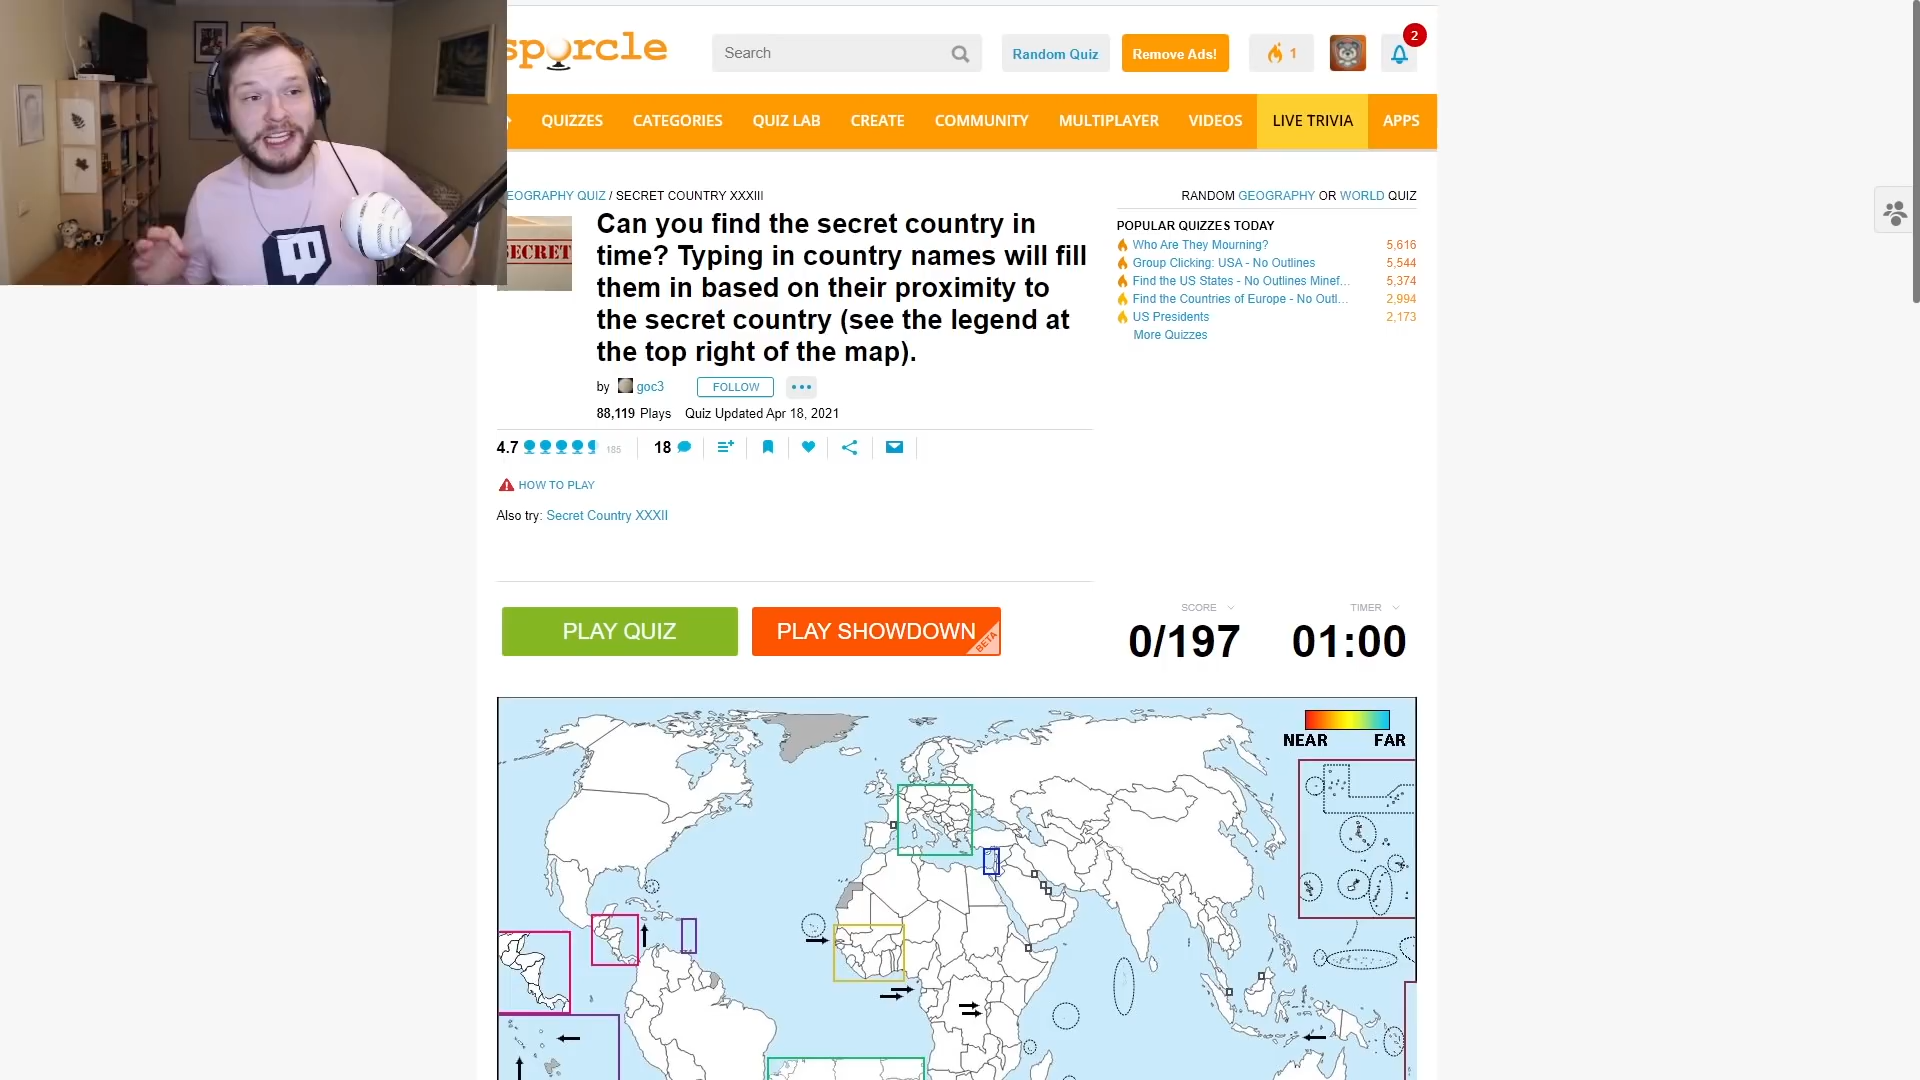 sporcle
Search
Random Quiz
Remove Ads!
1
2
QUIZZES
CATEGORIES
QUIZ LAB
CREATE
COMMUNITY
MULTIPLAYER
VIDEOS
LIVE TRIVIA
APPS
EOGRAPHY QUIZ / SECRET COUNTRY XXXIII
RANDOM GEOGRAPHY OR WORLD QUIZ
SECRET
Can you find the secret country in
time? Typing in country names will fill
them in based on their proximity to
the secret country (see the legend at
the top right of the map).
by goc3
FOLLOW
88,119 Plays Quiz Updated Apr 18, 2021
POPULAR QUIZZES TODAY
Who Are They Mourning? 5,616
Group Clicking: USA - No Outlines 5,544
Find the US States - No Outlines Minef... 5,374
Find the Countries of Europe - No Outl... 2,994
US Presidents 2,173
More Quizzes
4.7 185 18
HOW TO PLAY
Also try: Secret Country XXXII
PLAY QUIZ
PLAY SHOWDOWN
BETA
SCORE
0/197
TIMER
01:00
NEAR FAR